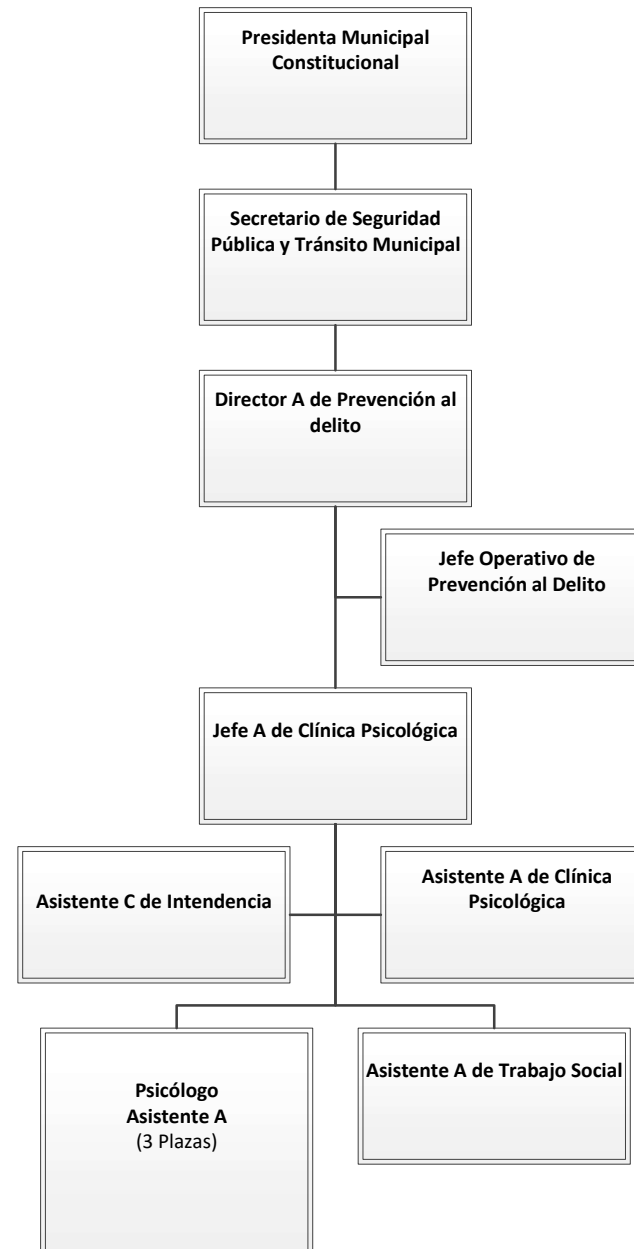 Presidenta Municipal
Constitucional
Secretario de Seguridad
Pública y Tránsito Municipal
Director A de Prevención al
delito
Jefe Operativo de
Prevención al Delito
Jefe A de Clínica Psicológica
Asistente C de Intendencia
Asistente A de Clínica
Psicológica
Psicólogo
Asistente A
(3 Plazas)
Asistente A de Trabajo Social